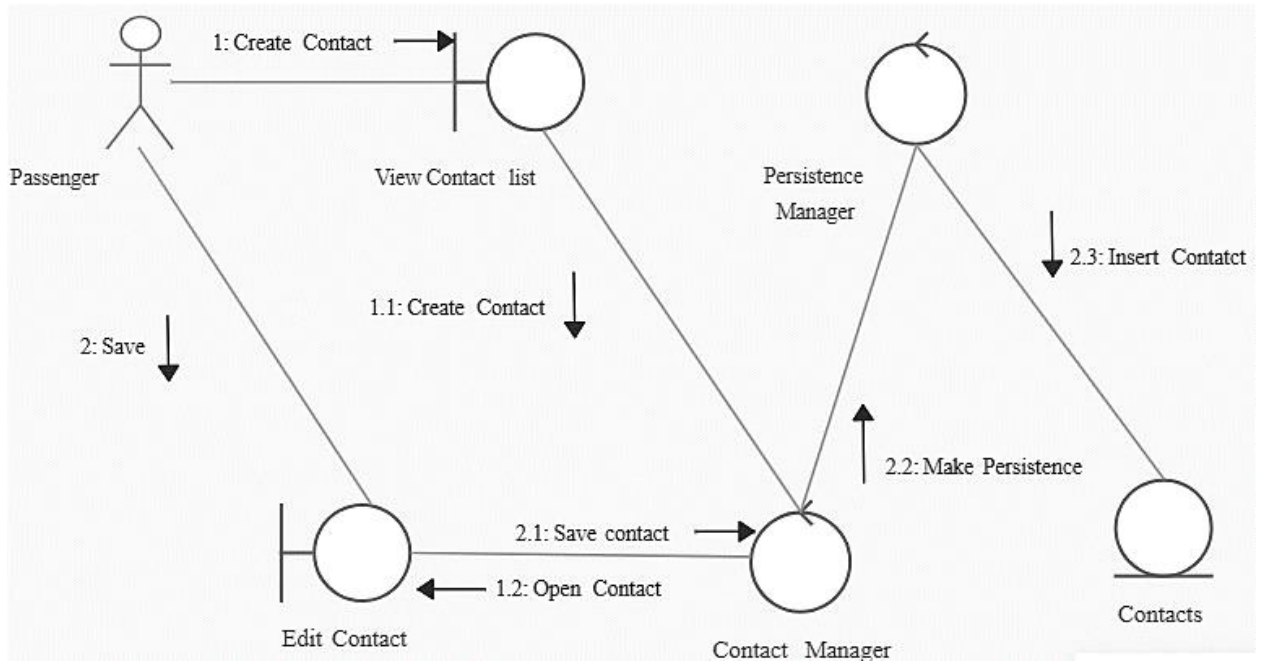 1: Create Contact
Passenger
View Contact list
Persistence
Manager
2.3: Insert Contatct
1.1: Create Contact
2: Save
2.2: Make Persistence
2.1: Save contact
1.2: Open Contact
Edit Contact
Contact Manager
Contacts